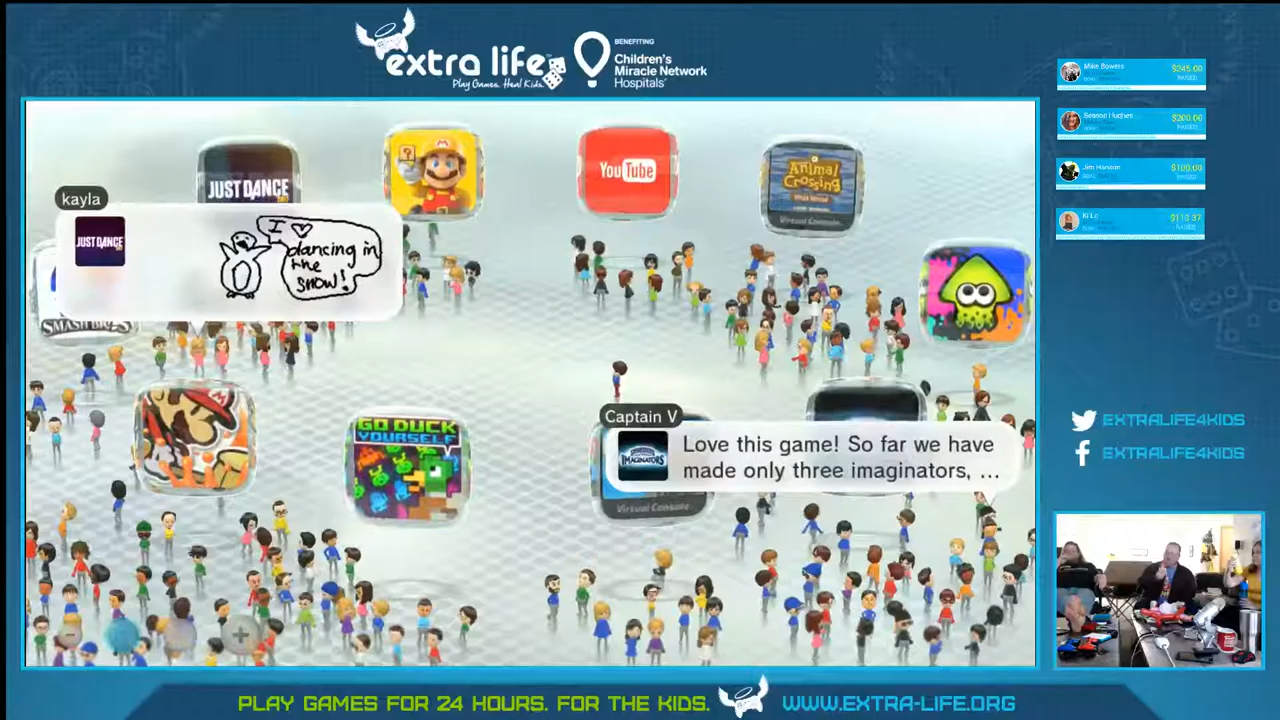 extra life
Play Games. Heal Kids.
BENEFITING
Children's
Miracle Network
Hospitals
Mike Bowers
$245.00
RAISED
$200.00
RAISED
$100.00
RAISED
$113.37
RAISED
JUST DANCE
YouTube
Animal
Crossing
Virtual Console
kayla
JUST DANCE
I ♡
dancing in
the
snow!
SMASH BROS
GO DUCK
YOURSELF
Captain V
IMAGINATORS
Love this game! So far we have
made only three imaginators, ...
Virtual Console
EXTRALIFE4KIDS
EXTRALIFE4KIDS
PLAY GAMES FOR 24 HOURS. FOR THE KIDS.
WWW.EXTRA-LIFE.ORG